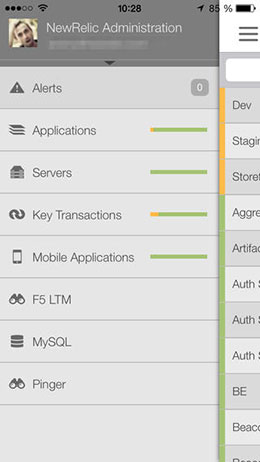 10:28
85 %
NewRelic Administration
Alerts
0
Applications
Servers
Key Transactions
Mobile Applications
F5 LTM
MySQL
Pinger
Dev
Stagin
Storef
Aggre
Artifac
Auth S
Auth S
Auth S
BE
Beaco